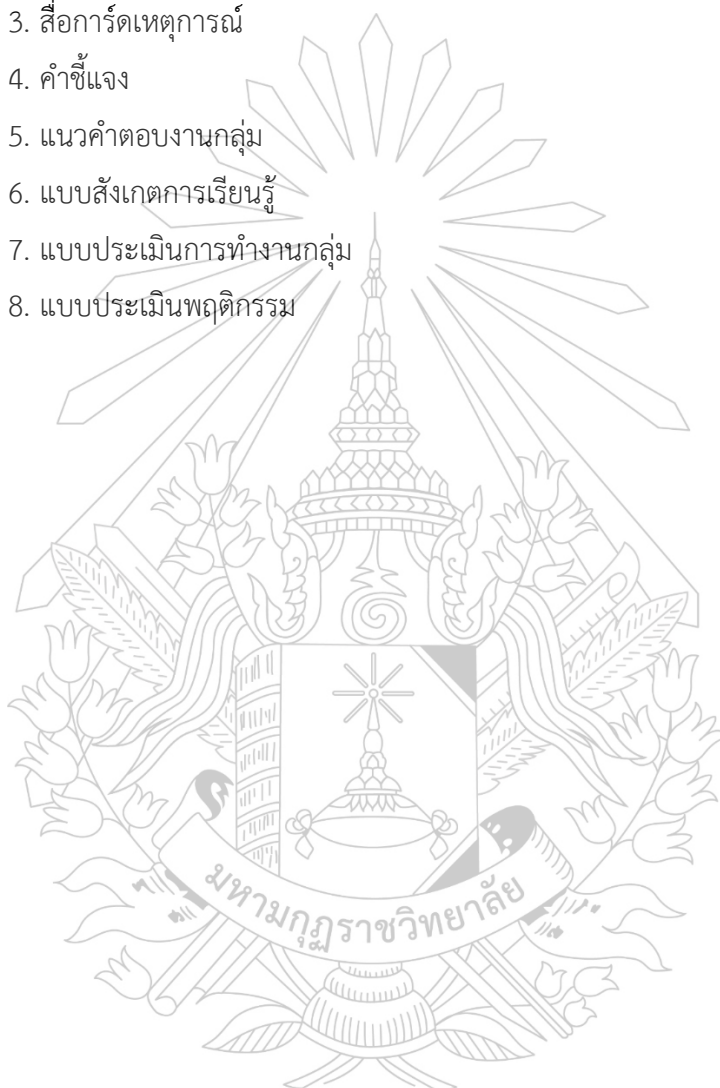 3. สื่อการ์ดเหตุการณ์
4. คำชี้แจง
5. แนวคำตอบงานกลุ่ม
6. แบบสังเกตการเรียนรู้
7. แบบประเมินการทำงานกลุ่ม
8. แบบประเมินพฤติกรรม
มหามกุฏราชวิทยาลัย